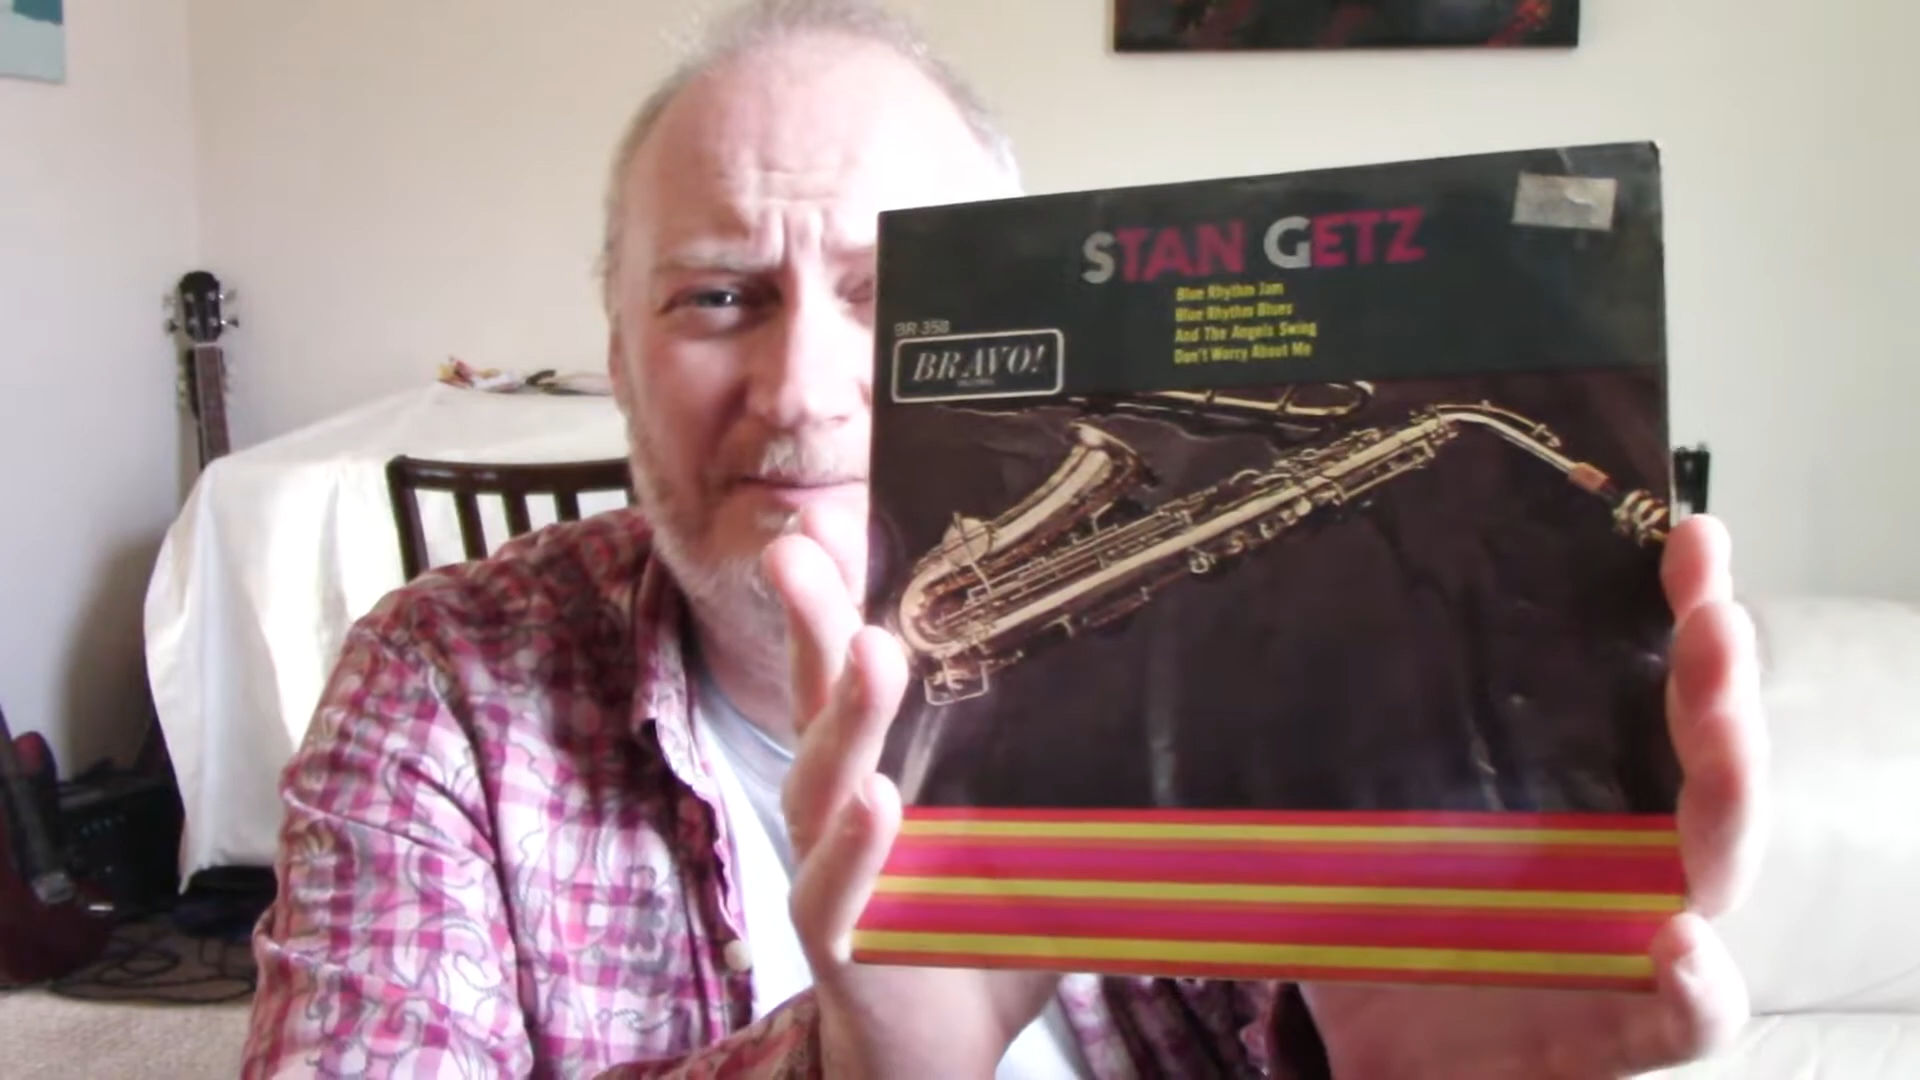 STAN GETZ
Blue Rhythm Jam
Blue Rhythm Blues
And The Angels Swing
Don't Worry About Me
BR 358
BRAVO!